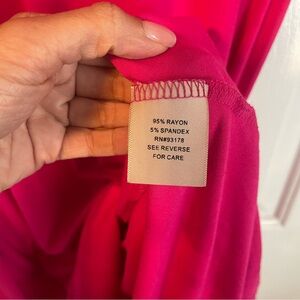 95% RAYON
5% SPANDEX
RN#93178
SEE REVERSE
FOR CARE